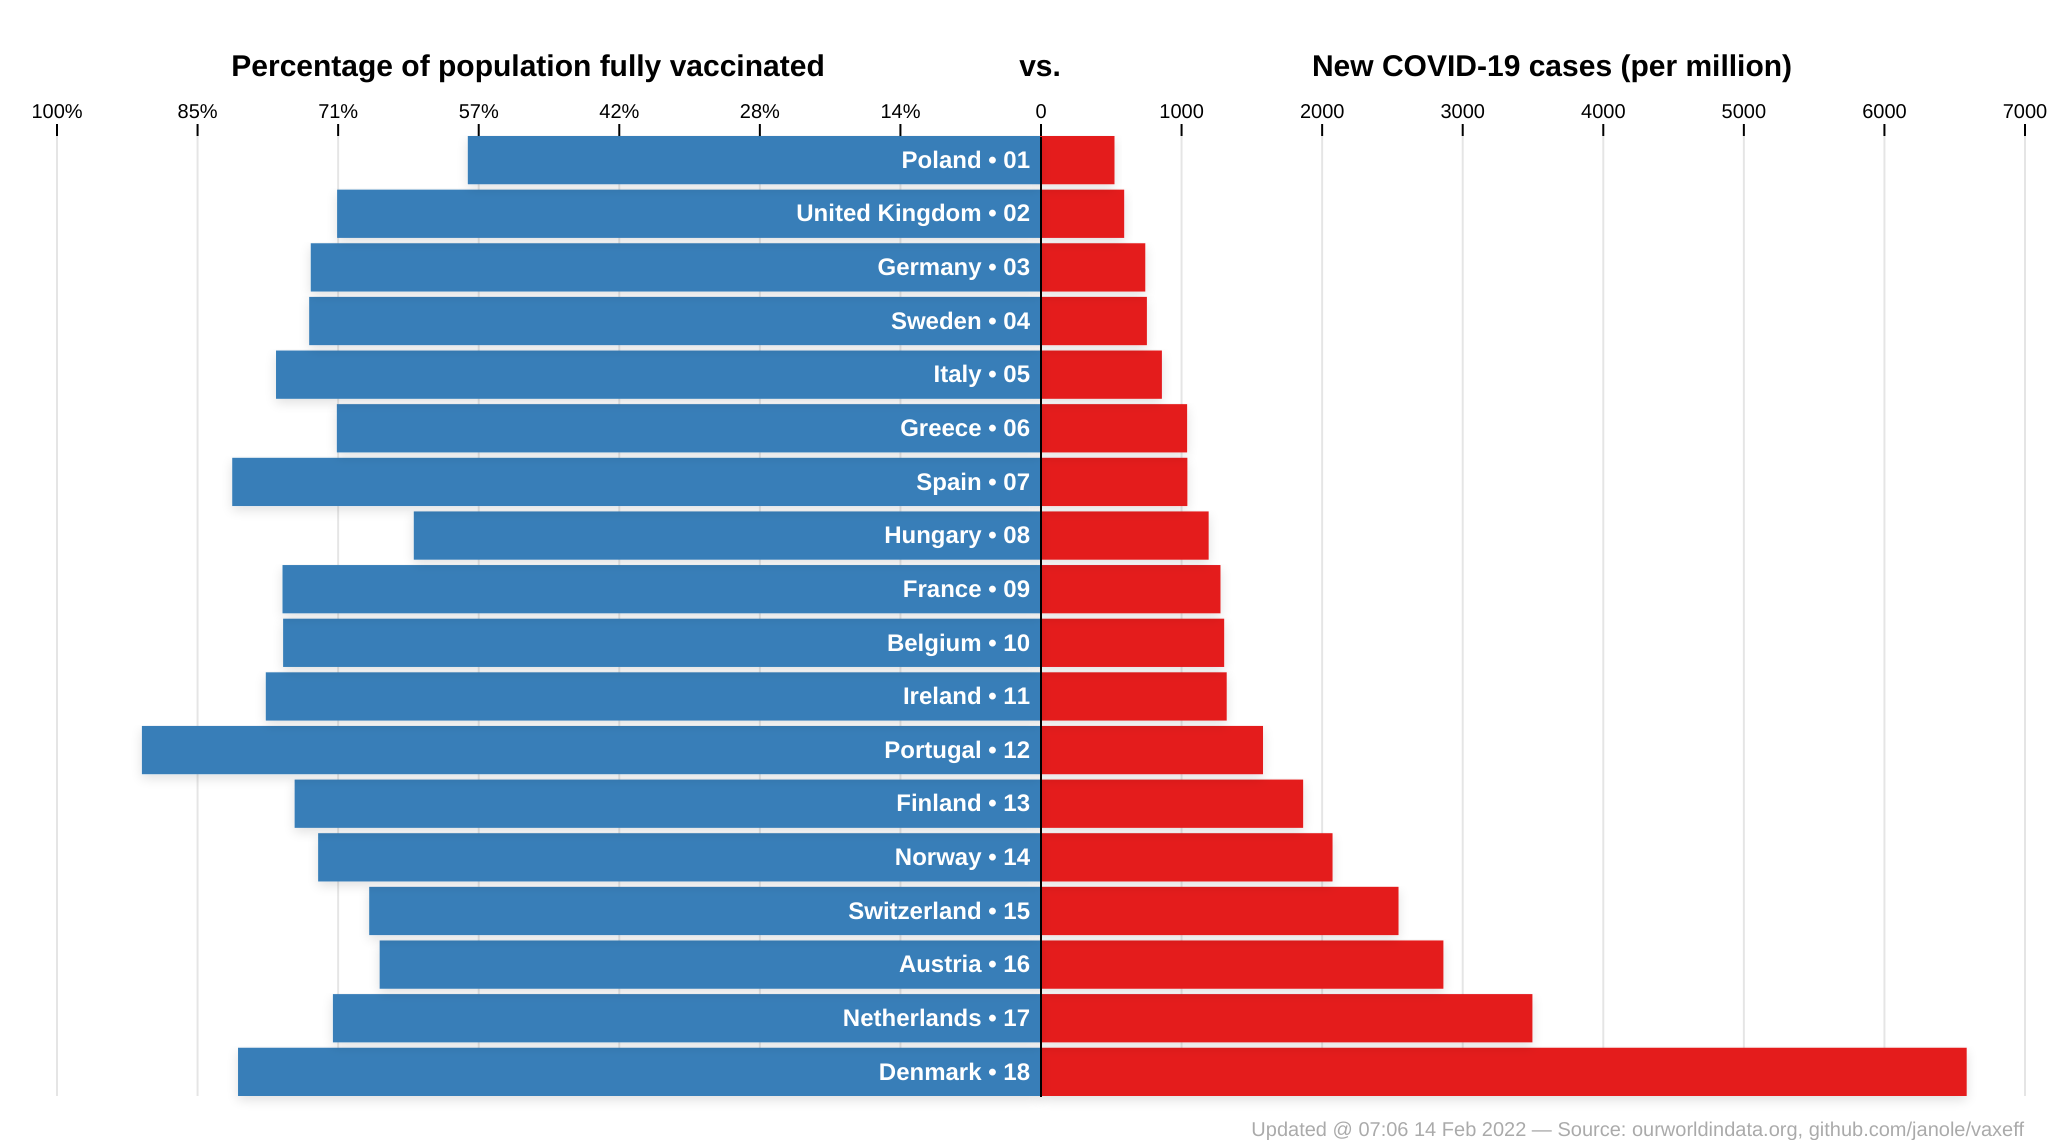 Percentage of population fully vaccinated vs. New COVID-19 cases (per million)
100% 85% 71% 57% 42% 28% 14% 0 1000 2000 3000 4000 5000 6000 7000
Poland • 01
United Kingdom • 02
Germany • 03
Sweden • 04
Italy • 05
Greece • 06
Spain • 07
Hungary • 08
France • 09
Belgium • 10
Ireland • 11
Portugal • 12
Finland • 13
Norway • 14
Switzerland • 15
Austria • 16
Netherlands • 17
Denmark • 18
Updated @ 07:06 14 Feb 2022 — Source: ourworldindata.org, github.com/janole/vaxeff